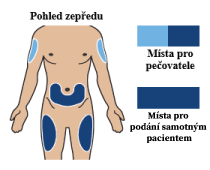 Pohled zepředu
Místa pro
pečovatele
Místa pro
podání samotným
pacientem